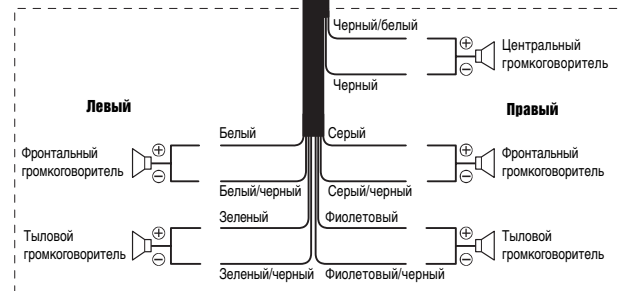 Черный/белый
Центральный
громкоговоритель
Черный
Левый
Правый
Белый
Серый
Фронтальный
громкоговоритель
Фронтальный
громкоговоритель
Белый/черный
Серый/черный
Зеленый
Фиолетовый
Тыловой
громкоговоритель
Тыловой
громкоговоритель
Зеленый/черный
Фиолетовый/черный